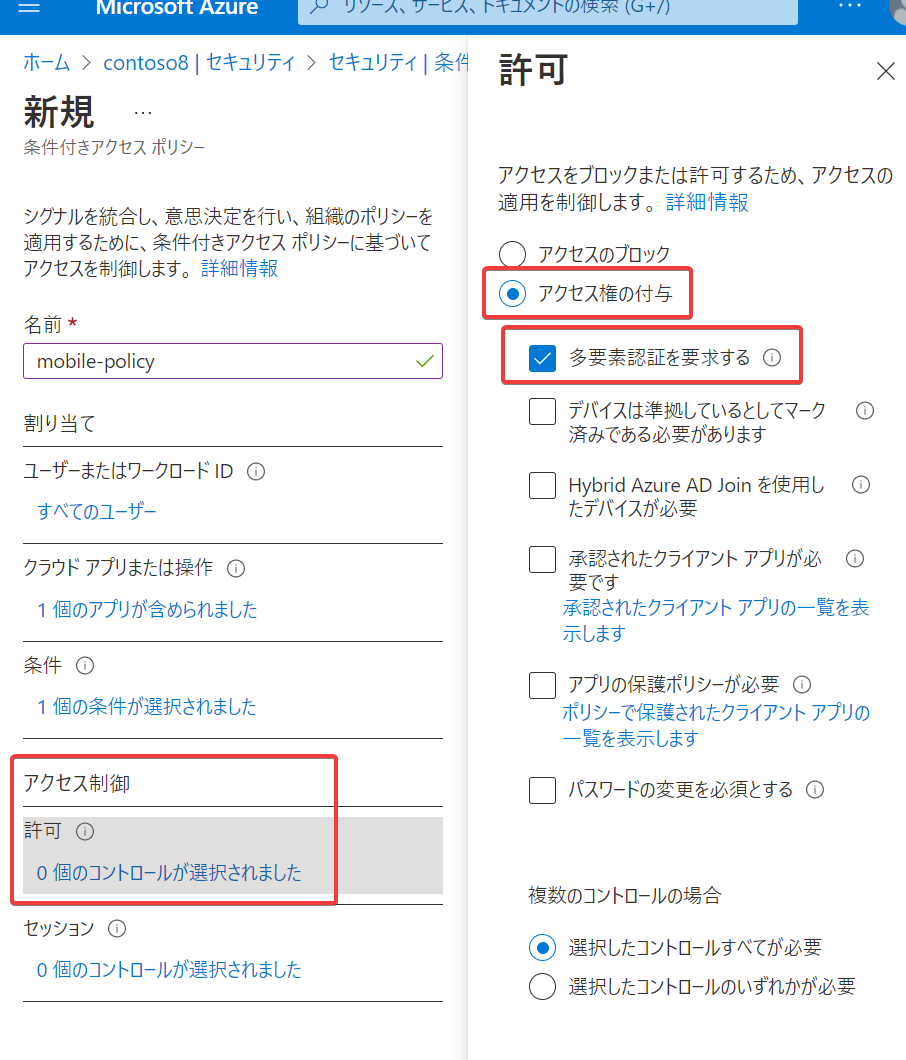 Microsoft Azure
リソース、サービス、ドキュメントの検索 (G+/)
ホーム > contoso8 | セキュリティ > セキュリティ | 条件
新規 ...
条件付きアクセス ポリシー
シグナルを統合し、意思決定を行い、組織のポリシーを
適用するために、条件付きアクセス ポリシーに基づいて
アクセスを制御します。 詳細情報
名前 *
mobile-policy
割り当て
ユーザーまたはワークロード ID
すべてのユーザー
クラウド アプリまたは操作
1 個のアプリが含められました
条件
1 個の条件が選択されました
アクセス制御
許可
0 個のコントロールが選択されました
セッション
0 個のコントロールが選択されました
許可
アクセスをブロックまたは許可するため、アクセスの
適用を制御します。 詳細情報
アクセスのブロック
アクセス権の付与
多要素認証を要求する
デバイスは準拠しているとしてマーク
済みである必要があります
Hybrid Azure AD Join を使用し
たデバイスが必要
承認されたクライアント アプリが必
要です
承認されたクライアント アプリの一覧を表
示します
アプリの保護ポリシーが必要
ポリシーで保護されたクライアント アプリの
一覧を表示します
パスワードの変更を必須とする
複数のコントロールの場合
選択したコントロールすべてが必要
選択したコントロールのいずれかが必要